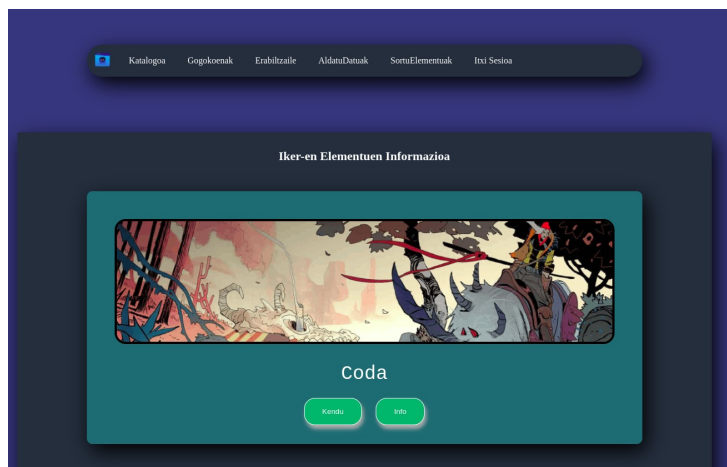 Katalogoa Gogokoenak Erabiltzaile AldatuDatuak SortuElementuak Itxi Sesioa
Iker-en Elementuen Informazioa
Coda
Kendu Info